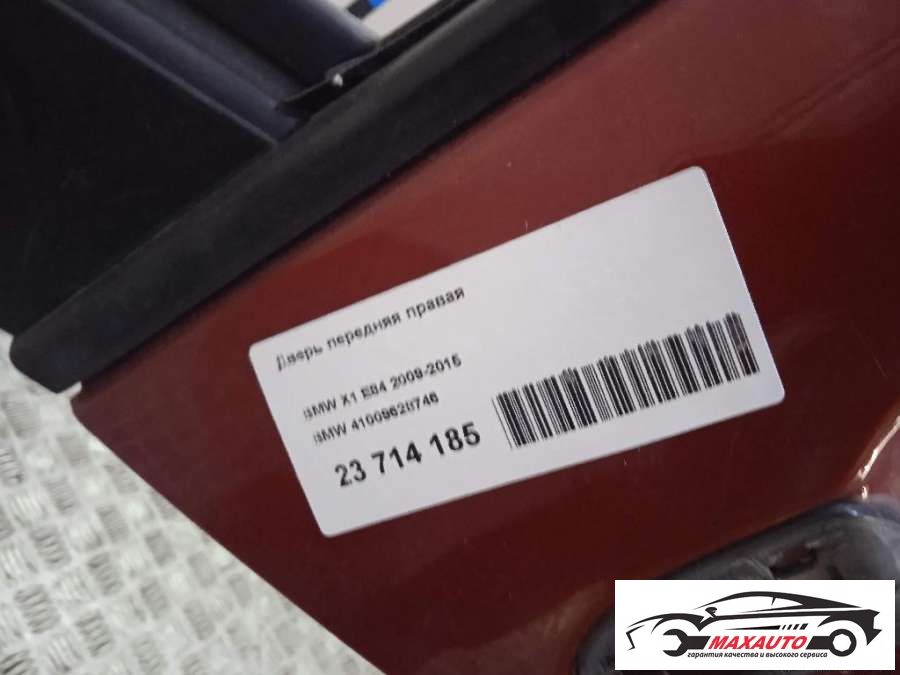 Дверь передняя правая
BMW X1 E84 2009-2015
BMW 41009628746
23 714 185
MAXAUTO
гарантия качества и высокого сервиса